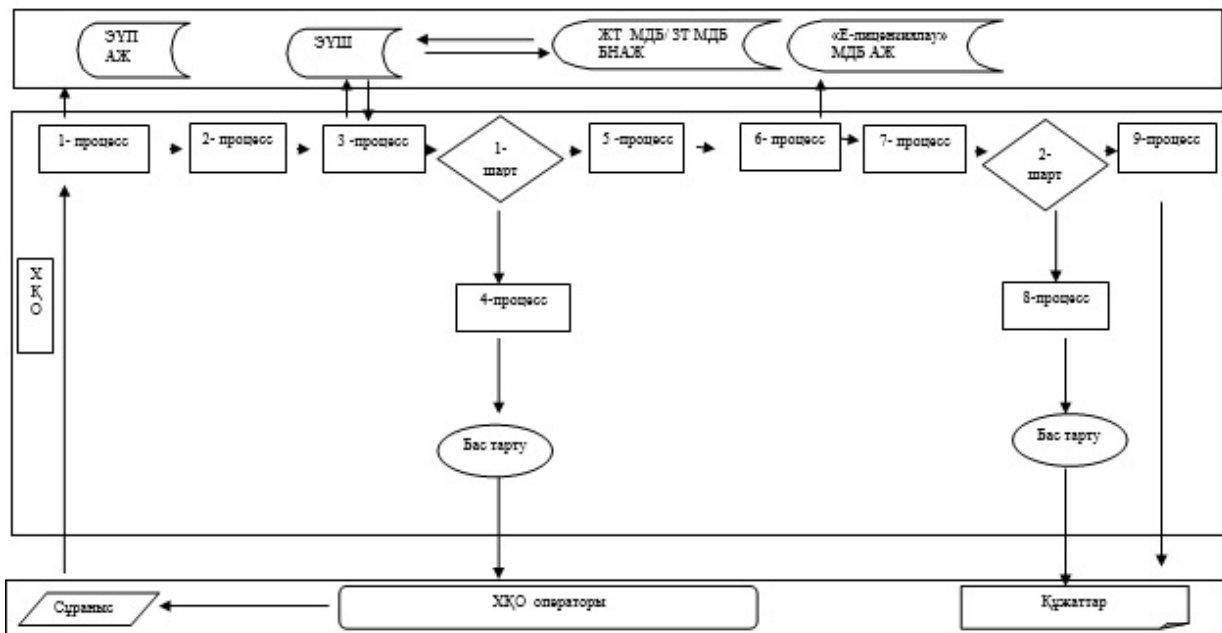 ЭҮП
АЖ
ЭҮШ
ЖТ МДБ/ ЗТ МДБ
БНАЖ
«Е-лицензиялау»
МДБ АЖ
1- процесс
2- процесс
3 -процесс
1-
шарт
5 -процесс
6- процесс
7- процесс
2-
шарт
9-процесс
Х
Қ
О
4-процесс
8-процесс
Бас тарту
Бас тарту
Сұраныс
ХҚО операторы
Құжаттар